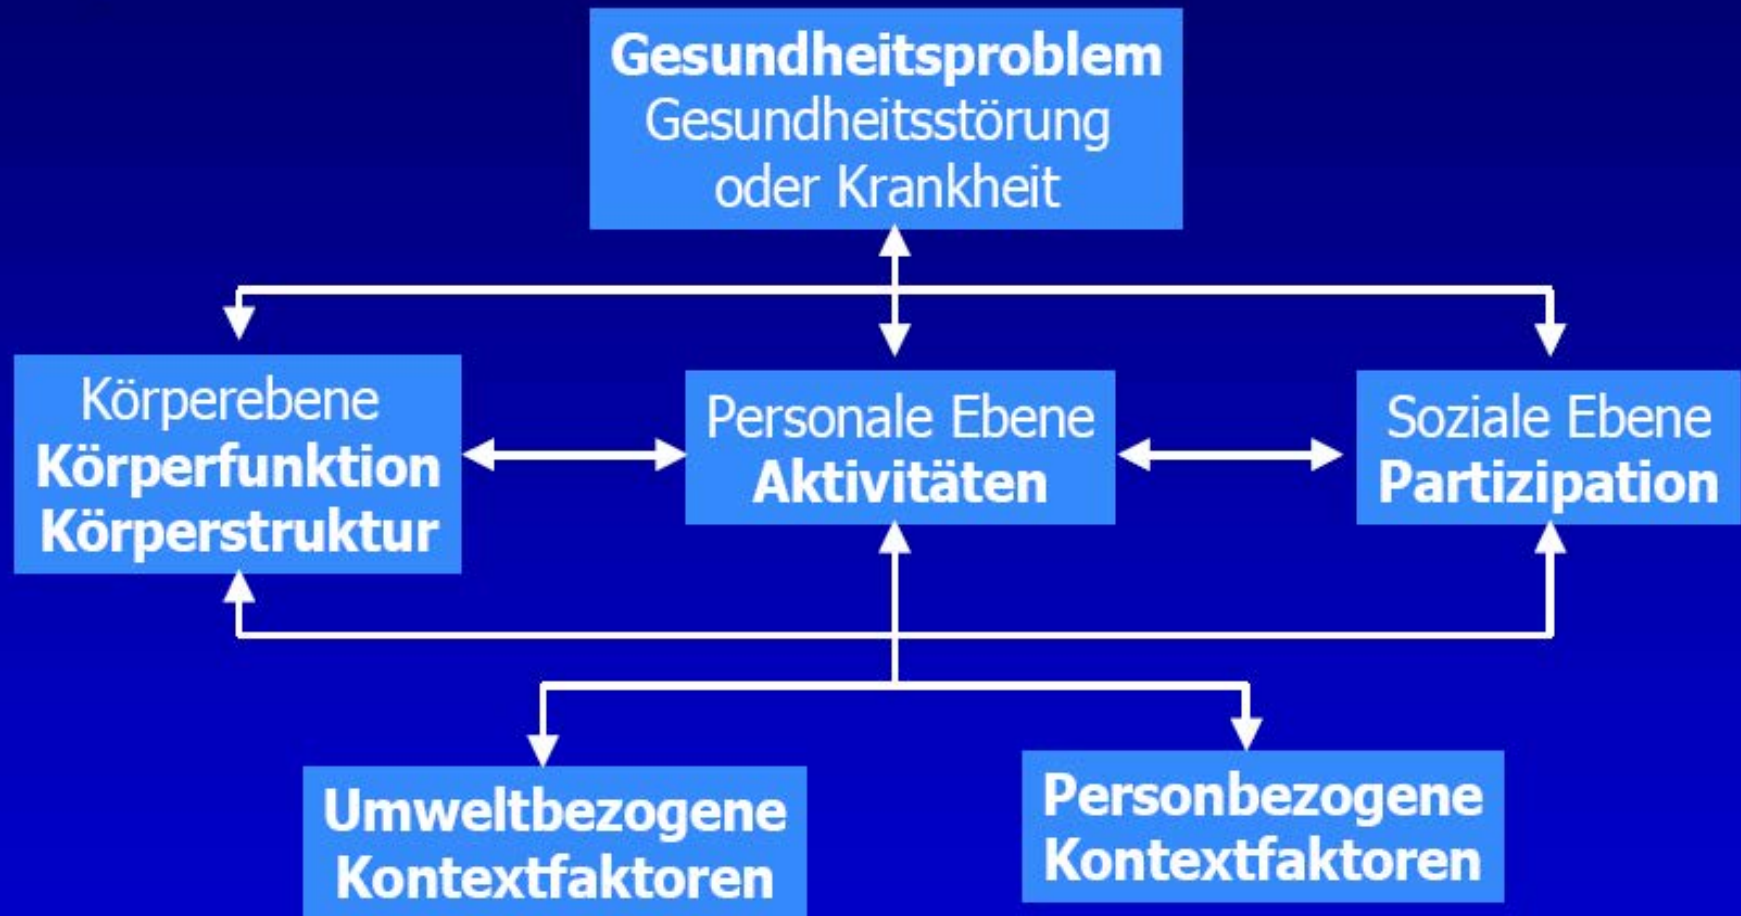 Gesundheitsproblem
Gesundheitsstörung
oder Krankheit
Körperebene
Körperfunktion
Körperstruktur
Personale Ebene
Aktivitäten
Soziale Ebene
Partizipation
Umweltbezogene
Kontextfaktoren
Personbezogene
Kontextfaktoren